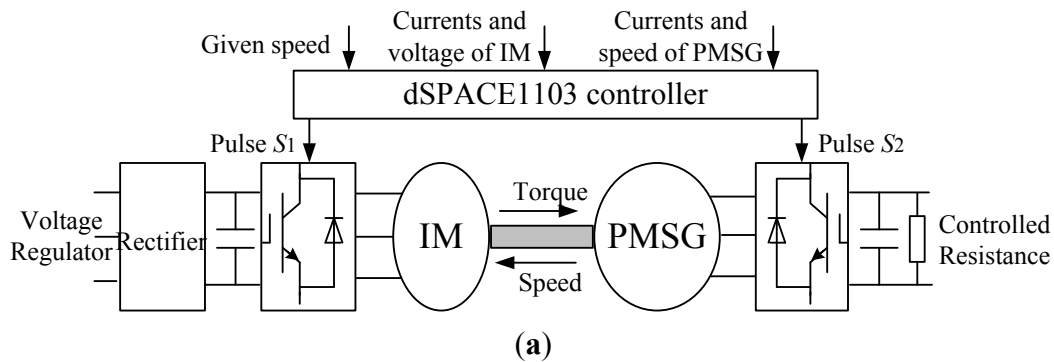 Given speed
Currents and
voltage of IM
Currents and
speed of PMSG
dSPACE1103 controller
Pulse S1
Pulse S2
Voltage
Regulator
Rectifier
IM
Torque
Speed
PMSG
Controlled
Resistance
(a)